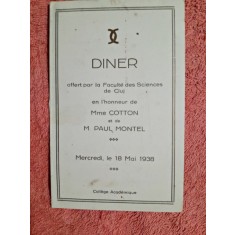 DINER
offert par la Faculté des Sciences
de Cluj
en l'honneur de
Mme COTTON
et de
M. PAUL MONTEL
***
Mercredi, le 18 Mai 1938
***
Collège Académique